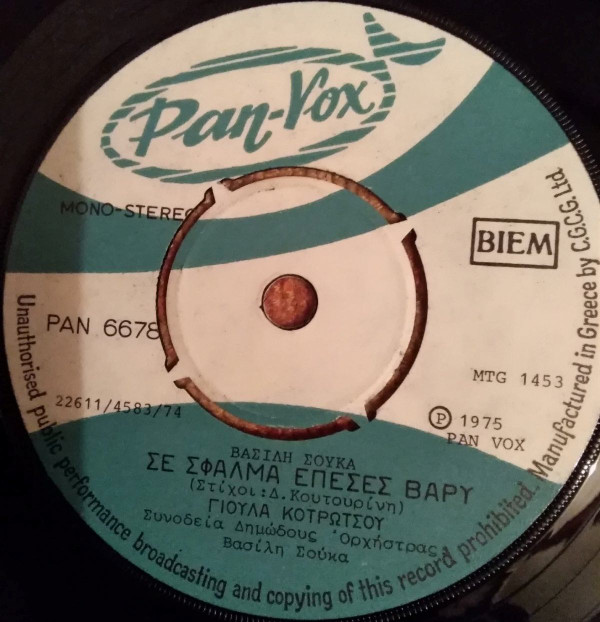 Pan-Vox
MONO-STEREO
BIEM
PAN 6678
22611/4583/74
MTG 1453
Ⓟ 1975
PAN VOX
ΒΑΣΙΛΗ ΣΟΥΚΑ
ΣΕ ΣΦΑΛΜΑ ΕΠΕΣΕΣ ΒΑΡΥ
(Στίχοι: Δ. Κουτουρίνη)
ΓΙΟΥΛΑ ΚΟΤΡΩΤΣΟΥ
Συνοδεία Δημώδους Ὀρχήστρας
Βασίλη Σούκα
Unauthorised public performance broadcasting and copying of this record prohibited. Manufactured in Greece by C.G.C.G. Ltd.